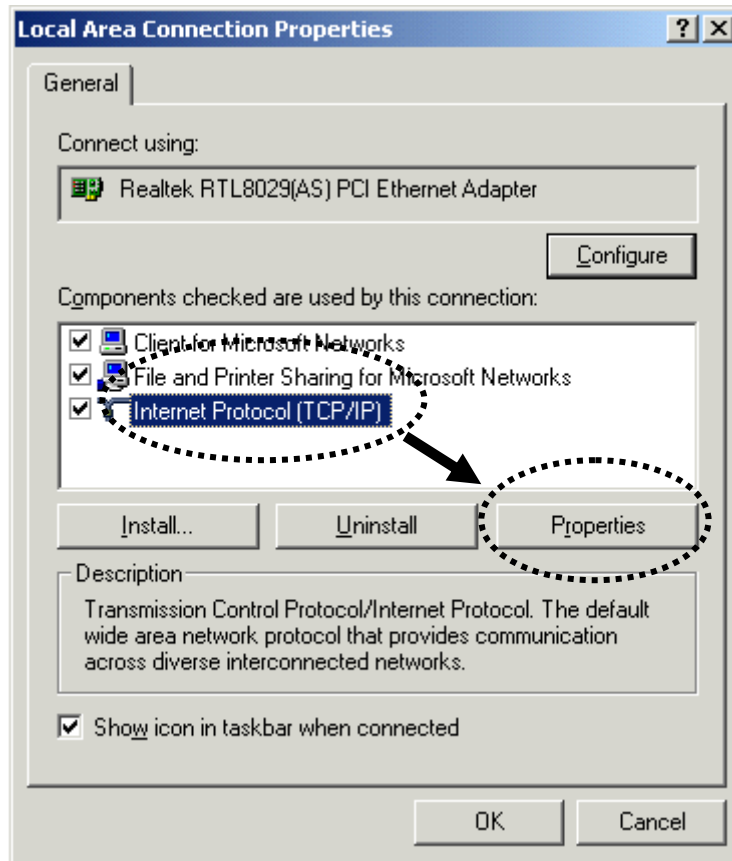 Local Area Connection Properties
General
Connect using:
Realtek RTL8029(AS) PCI Ethernet Adapter
Configure
Components checked are used by this connection:
Client for Microsoft Networks
File and Printer Sharing for Microsoft Networks
Internet Protocol (TCP/IP)
Install... Uninstall Properties
Description
Transmission Control Protocol/Internet Protocol. The default
wide area network protocol that provides communication
across diverse interconnected networks.
Show icon in taskbar when connected
OK Cancel